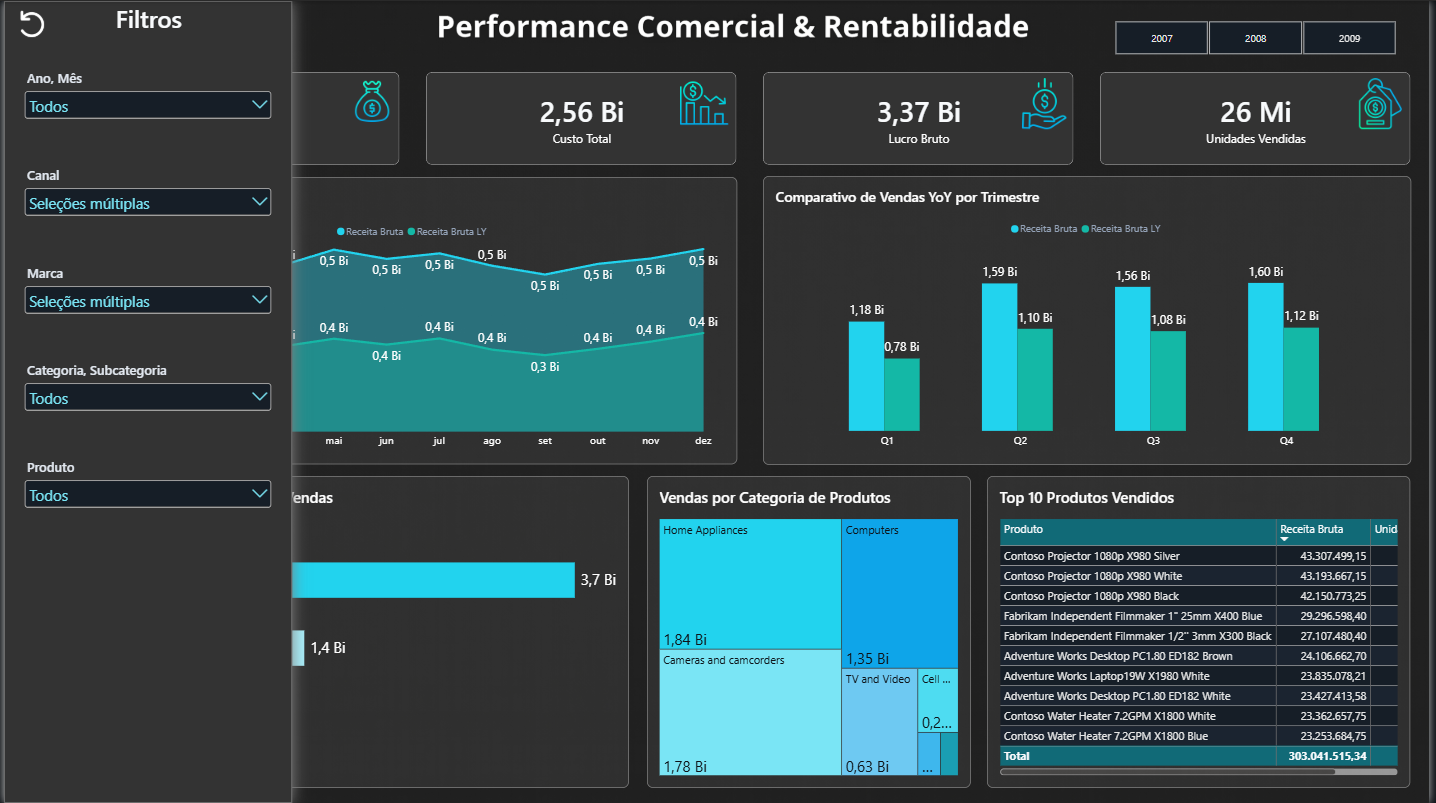 Filtros
Ano, Mês
Todos
Canal
Seleções múltiplas
Marca
Seleções múltiplas
Categoria, Subcategoria
Todos
Produto
Todos
Performance Comercial & Rentabilidade
2007 2008 2009
2,56 Bi
Custo Total
3,37 Bi
Lucro Bruto
26 Mi
Unidades Vendidas
Receita Bruta Receita Bruta LY
0,5 Bi 0,5 Bi 0,5 Bi 0,5 Bi 0,5 Bi 0,5 Bi 0,5 Bi 0,5 Bi
0,4 Bi 0,4 Bi 0,4 Bi 0,4 Bi 0,3 Bi 0,4 Bi 0,4 Bi 0,4 Bi
mai jun jul ago set out nov dez
Comparativo de Vendas YoY por Trimestre
Receita Bruta Receita Bruta LY
1,18 Bi 0,78 Bi 1,59 Bi 1,10 Bi 1,56 Bi 1,08 Bi 1,60 Bi 1,12 Bi
Q1 Q2 Q3 Q4
endas
3,7 Bi
1,4 Bi
Vendas por Categoria de Produtos
Home Appliances
1,84 Bi
Computers
1,35 Bi
Cameras and camcorders
1,78 Bi
TV and Video
0,63 Bi
Cell ...
0,2...
...
Top 10 Produtos Vendidos
Produto Receita Bruta Unid
Contoso Projector 1080p X980 Silver 43.307.499,15
Contoso Projector 1080p X980 White 43.193.667,15
Contoso Projector 1080p X980 Black 42.150.773,25
Fabrikam Independent Filmmaker 1" 25mm X400 Blue 29.296.598,40
Fabrikam Independent Filmmaker 1/2" 3mm X300 Black 27.107.480,40
Adventure Works Desktop PC1.80 ED182 Brown 24.106.662,70
Adventure Works Laptop19W X1980 White 23.835.078,21
Adventure Works Desktop PC1.80 ED182 White 23.427.413,58
Contoso Water Heater 7.2GPM X1800 White 23.362.657,75
Contoso Water Heater 7.2GPM X1800 Blue 23.253.684,75
Total 303.041.515,34